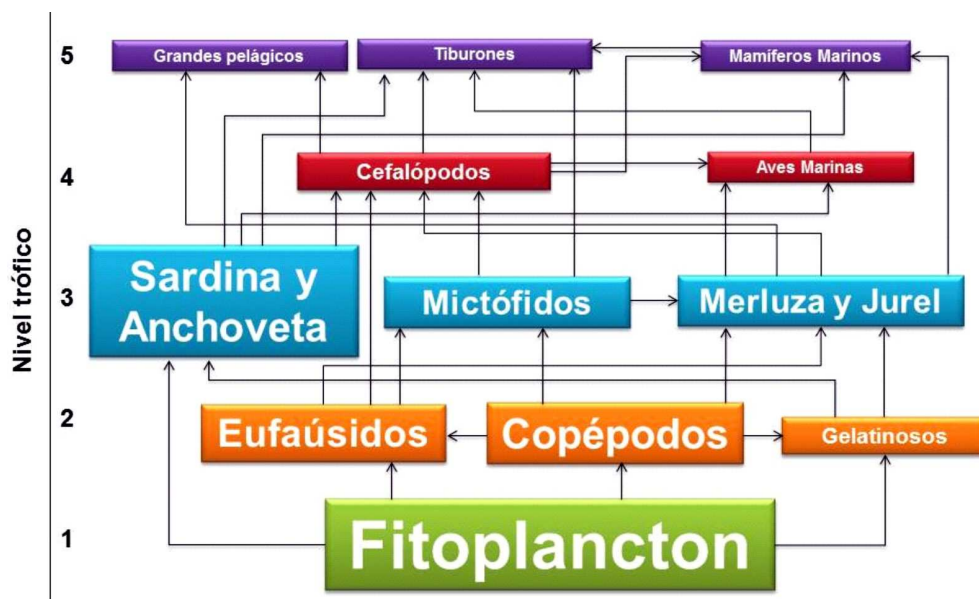 Nivel trófico
5
Grandes pelágicos
Tiburones
Mamíferos Marinos
4
Cefalópodos
Aves Marinas
3
Sardina y
Anchoveta
Mictófidos
Merluza y Jurel
2
Eufaúsidos
Copépodos
Gelatinosos
1
Fitoplancton